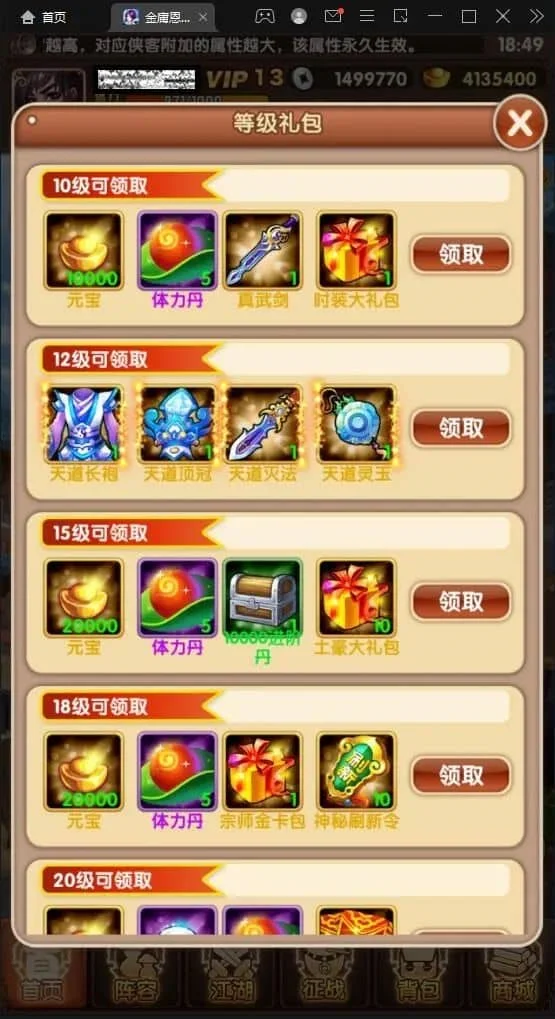 首页
金庸恩...
越高，对应侠客附加的属性越大，该属性永久生效。
18:49
VIP 13
1499770
4135400
等级礼包
10级可领取
10000
5
1
1
元宝
体力丹
真武剑
时装大礼包
领取
12级可领取
1
1
1
1
天道长袍
天道顶冠
天道灭法
天道灵玉
领取
15级可领取
20000
5
1
10
元宝
体力丹
10000进阶丹
土豪大礼包
领取
18级可领取
20000
5
1
刷新
10
元宝
体力丹
宗师金卡包
神秘刷新令
领取
20级可领取
首页
阵容
江湖
征战
背包
商城